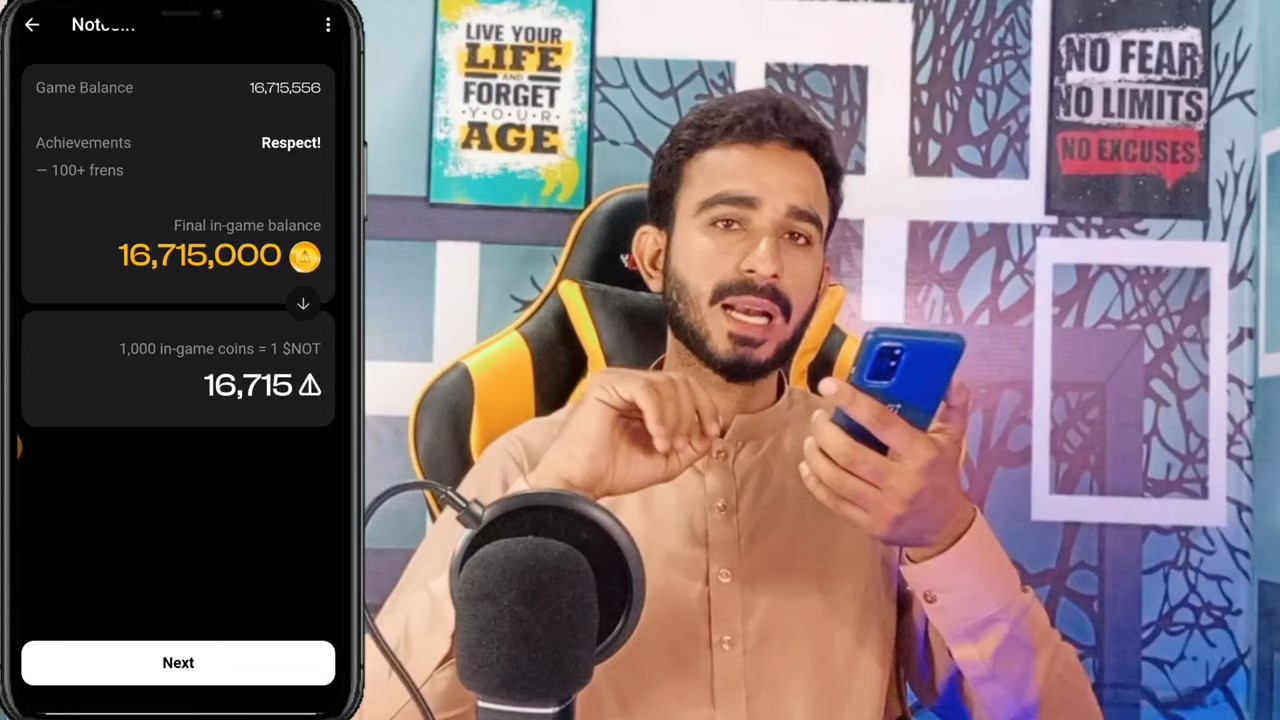 Game Balance 16,715,556
Achievements Respect!
— 100+ frens
Final in-game balance
16,715,000
1,000 in-game coins = 1 $NOT
16,715
Next
LIVE YOUR
LIFE
AND
FORGET
YOUR
AGE
NO FEAR
NO LIMITS
NO EXCUSES